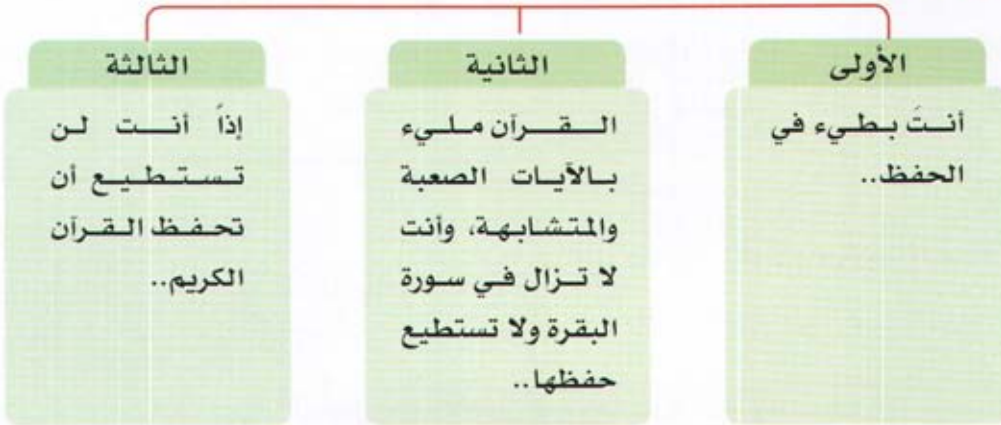 الأولى
أنتَ بطيء في
الحفظ..
الثانية
القرآن مليء
بالآيات الصعبة
والمتشابهة، وأنت
لا تزال في سورة
البقرة ولا تستطيع
حفظها..
الثالثة
إذاً أنت لن
تستطيع أن
تحفظ القرآن
الكريم..